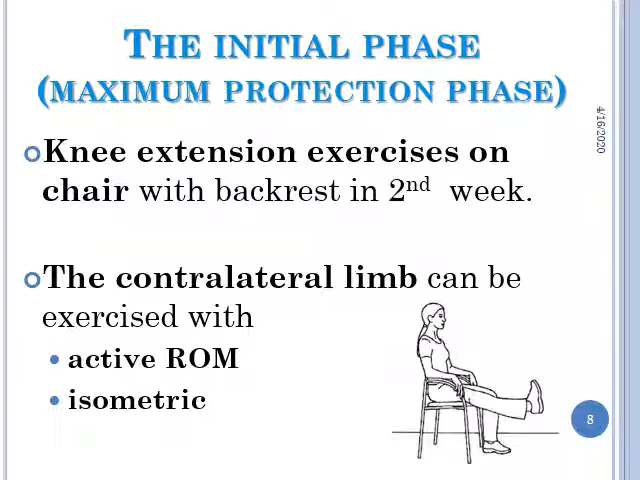 THE INITIAL PHASE
(MAXIMUM PROTECTION PHASE)
4/16/2020
Knee extension exercises on
chair with backrest in 2nd week.
The contralateral limb can be
exercised with
active ROM
isometric
8